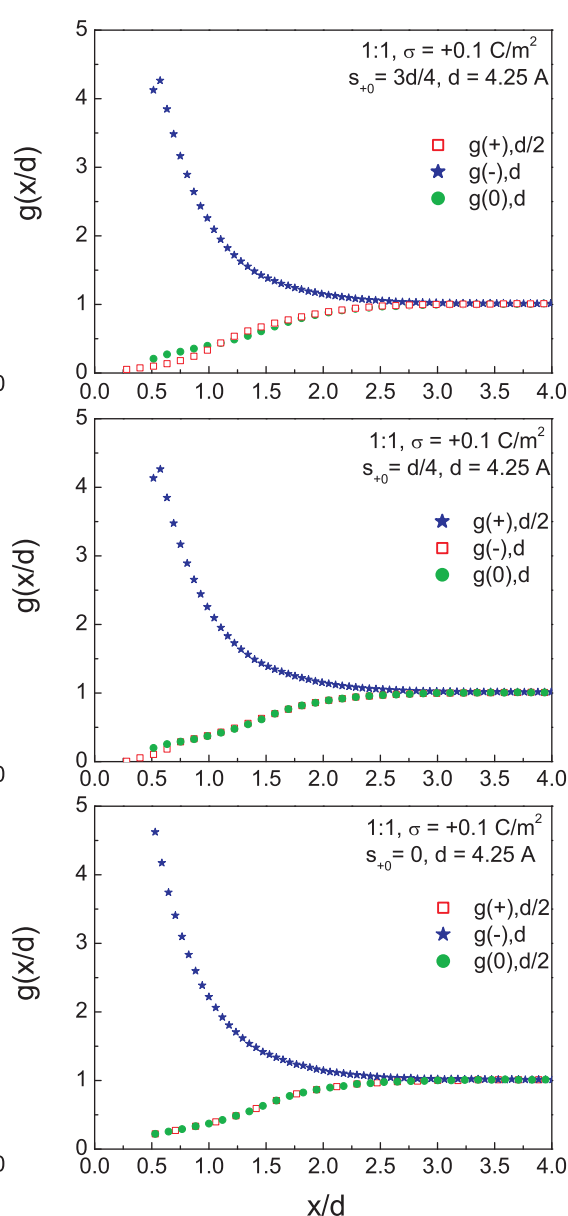 5
1:1, σ = +0.1 C/m²
s₊₀= 3d/4, d = 4.25 A
4
g(+),d/2
g(-),d
3
g(0),d
g(x/d)
2
1
0
0
0.0 0.5 1.0 1.5 2.0 2.5 3.0 3.5 4.0
5
1:1, σ = +0.1 C/m²
s₊₀= d/4, d = 4.25 A
4
g(+),d/2
g(-),d
3
g(0),d
g(x/d)
2
1
0
0
0.0 0.5 1.0 1.5 2.0 2.5 3.0 3.5 4.0
5
1:1, σ = +0.1 C/m²
s₊₀= 0, d = 4.25 A
4
g(+),d/2
g(-),d
3
g(0),d/2
g(x/d)
2
1
0
0
0.0 0.5 1.0 1.5 2.0 2.5 3.0 3.5 4.0
x/d